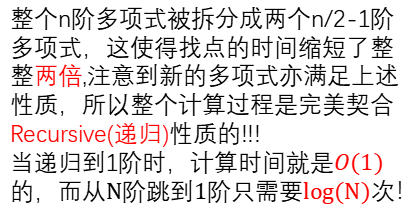 整个n阶多项式被拆分成两个n/2-1阶
多项式，这使得找点的时间缩短了整
整两倍,注意到新的多项式亦满足上述
性质，所以整个计算过程是完美契合
Recursive(递归)性质的!!!
当递归到1阶时，计算时间就是O(1)
的，而从N阶跳到1阶只需要log(N)次!